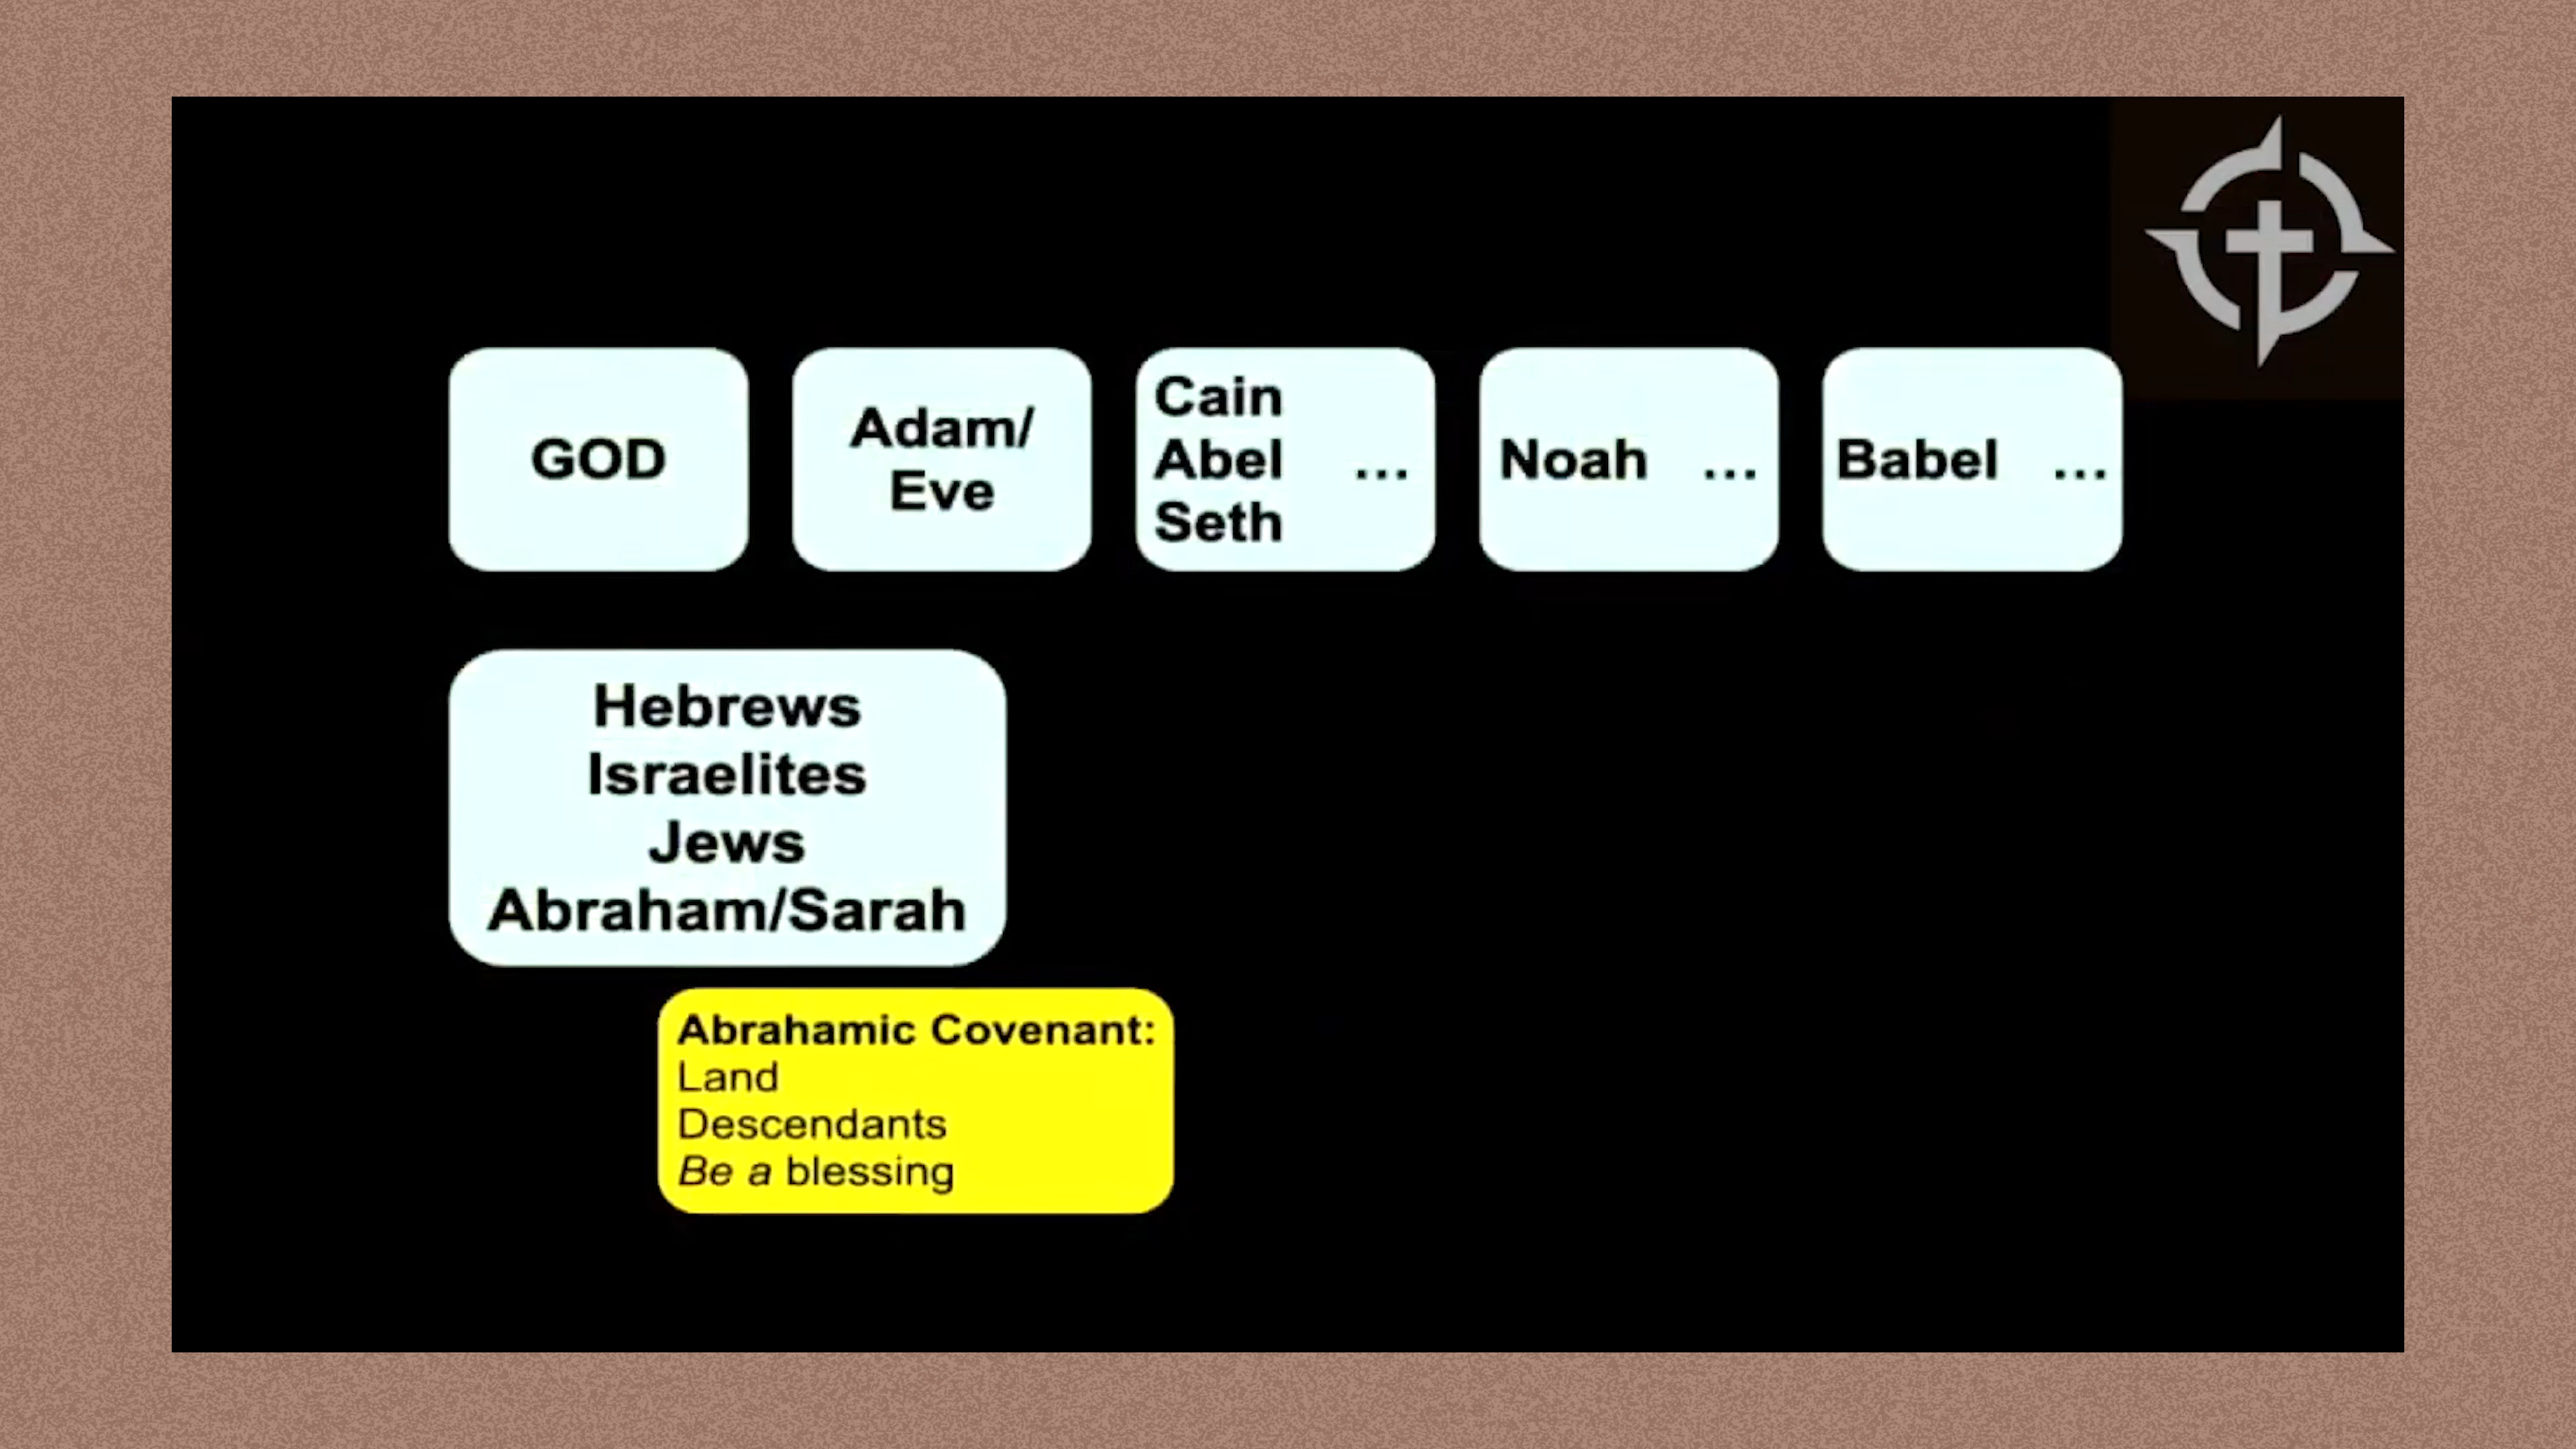 GOD
Adam/
Eve
Cain
Abel ...
Seth
Noah ...
Babel ...
Hebrews
Israelites
Jews
Abraham/Sarah
Abrahamic Covenant:
Land
Descendants
Be a blessing